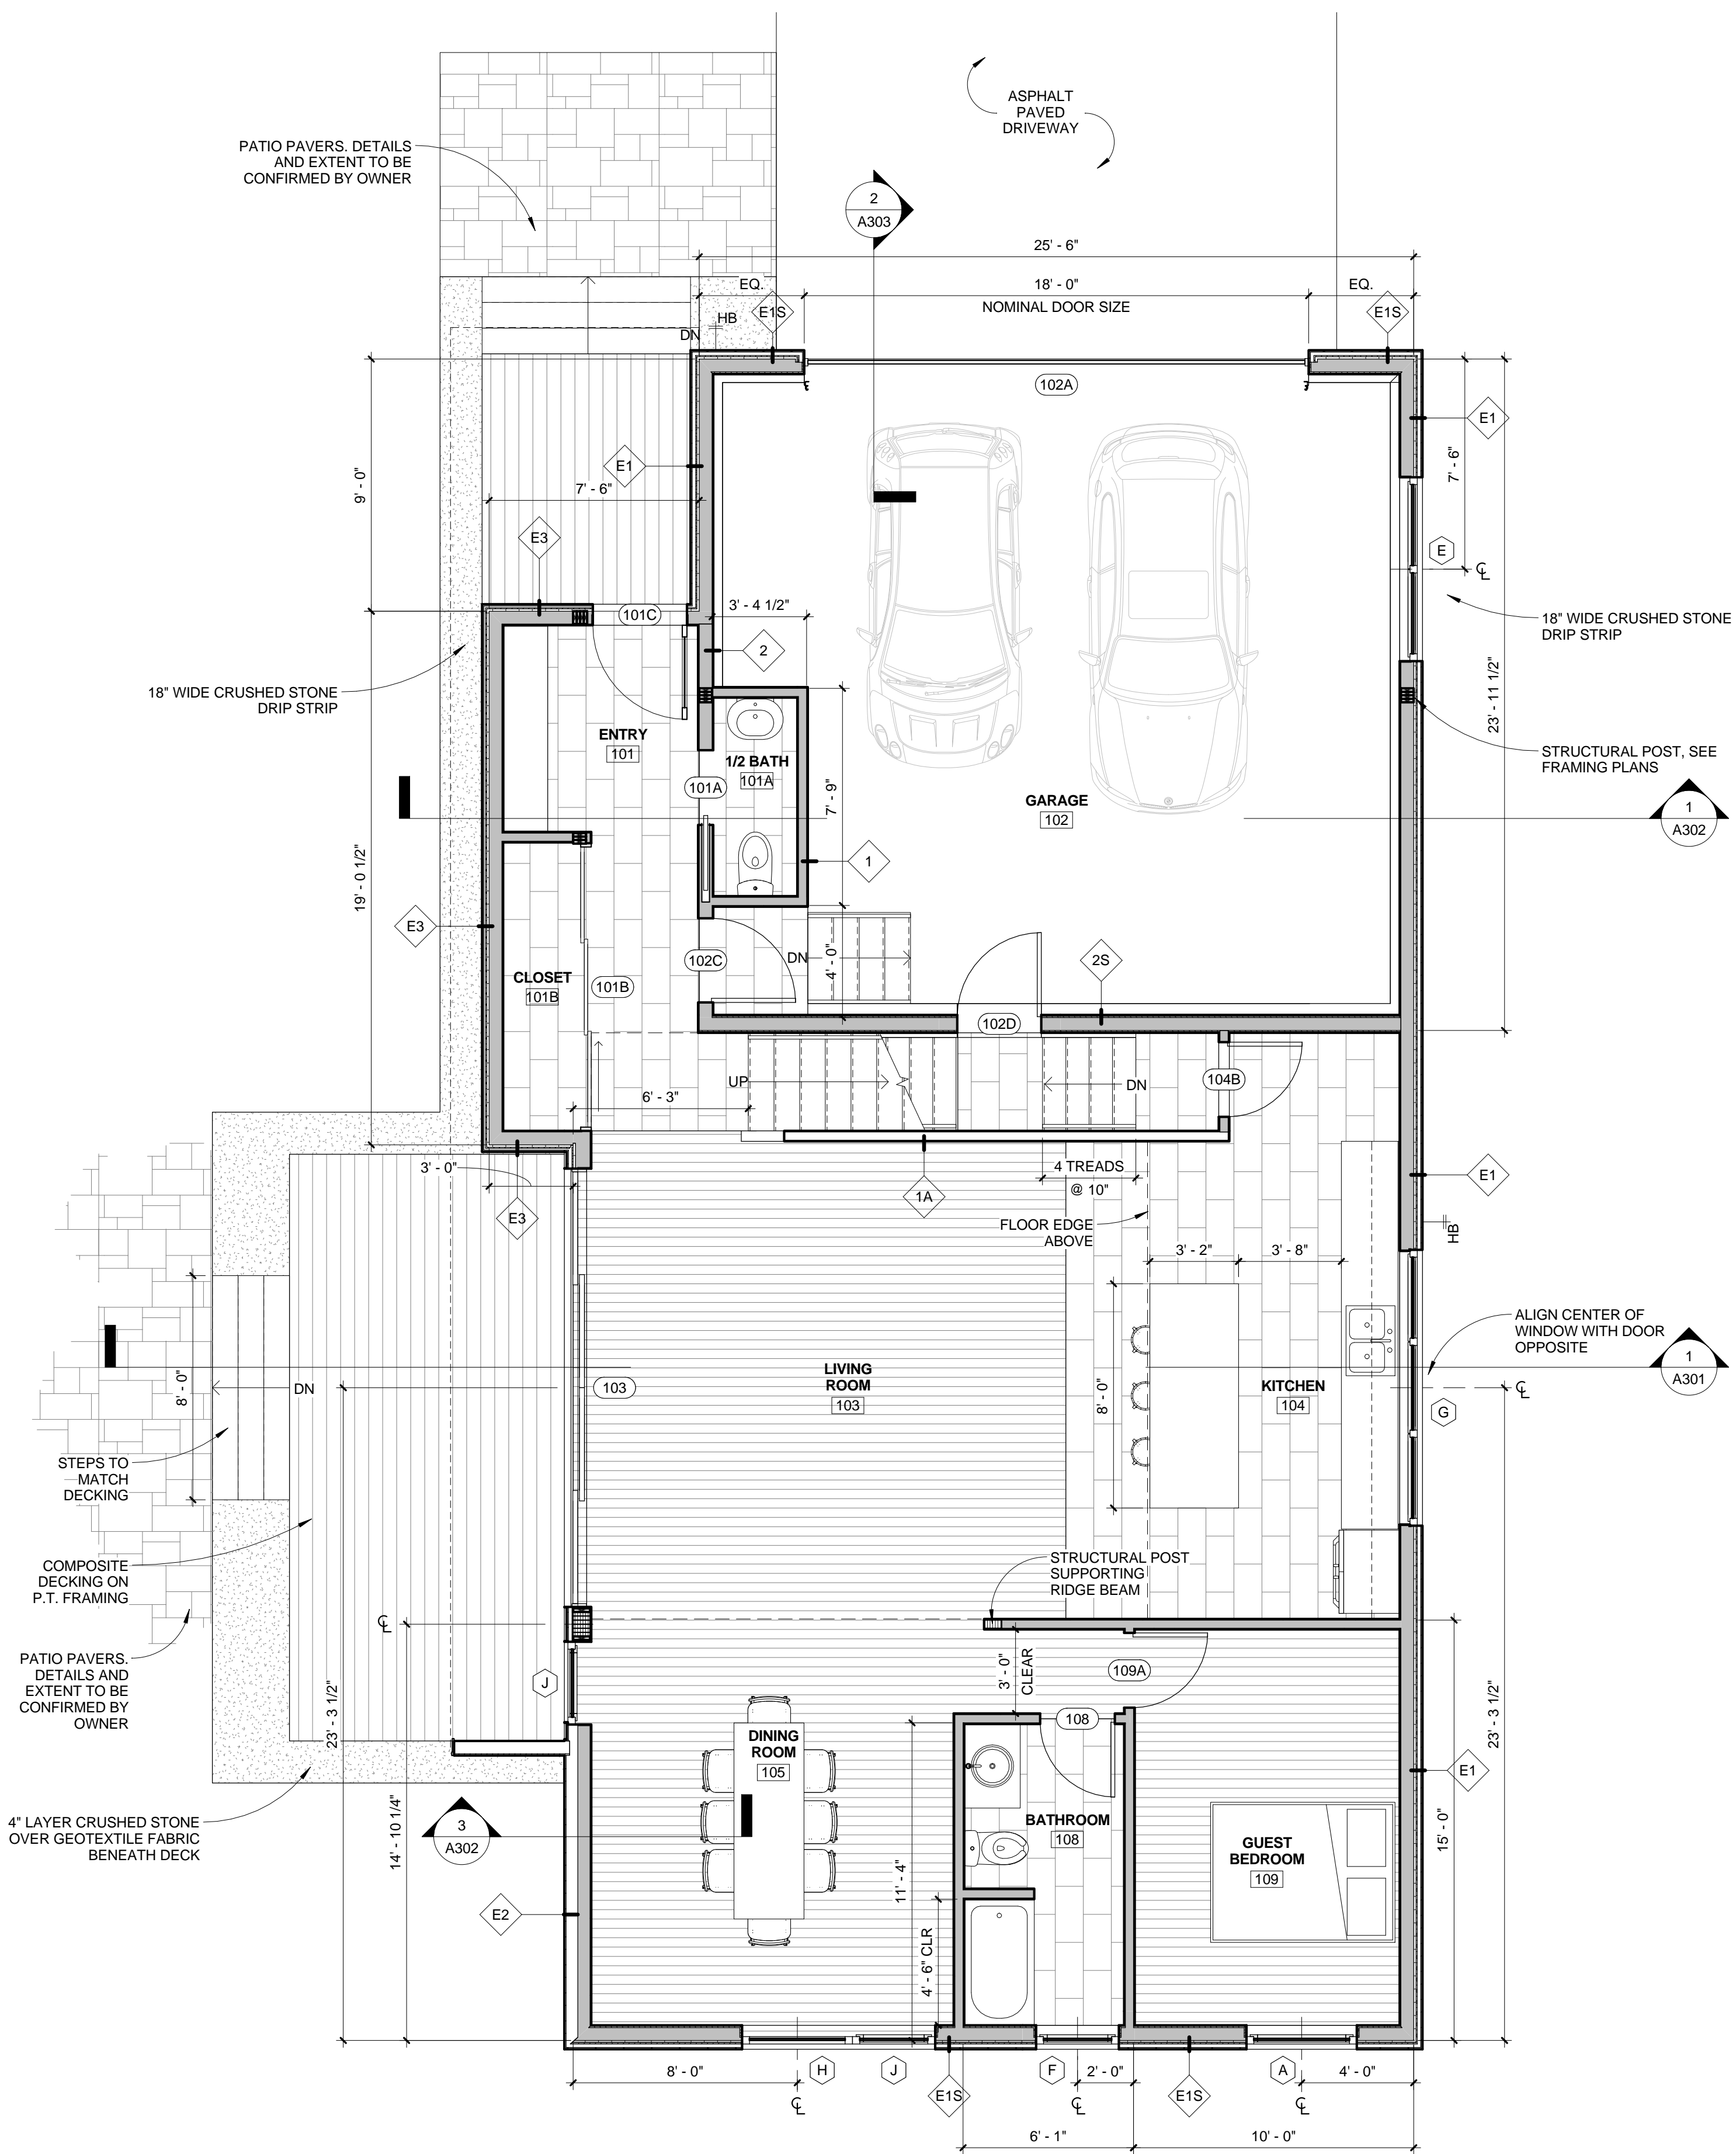 ASPHALT
PAVED
DRIVEWAY
PATIO PAVERS. DETAILS
AND EXTENT TO BE
CONFIRMED BY OWNER
2
A303
25' - 6"
EQ.
18' - 0"
EQ.
NOMINAL DOOR SIZE
E1S
HB
DN
E1S
102A
E1
7' - 6"
E1
7' - 6"
9' - 0"
E3
E
CL
101C
3' - 4 1/2"
2
18" WIDE CRUSHED STONE
DRIP STRIP
18" WIDE CRUSHED STONE
DRIP STRIP
23' - 11 1/2"
ENTRY
101
1/2 BATH
101A
101A
7' - 9"
GARAGE
102
STRUCTURAL POST, SEE
FRAMING PLANS
1
A302
1
19' - 0 1/2"
E3
CLOSET
101B
101B
102C
DN
4' - 0"
2S
102D
UP
DN
104B
6' - 3"
3' - 0"
E3
1A
4 TREADS
@ 10"
E1
FLOOR EDGE
ABOVE
HB
3' - 2"
3' - 8"
ALIGN CENTER OF
WINDOW WITH DOOR
OPPOSITE
1
A301
8' - 0"
DN
103
LIVING
ROOM
103
8' - 0"
KITCHEN
104
CL
G
STEPS TO
MATCH
DECKING
COMPOSITE
DECKING ON
P.T. FRAMING
STRUCTURAL POST
SUPPORTING
RIDGE BEAM
CL
PATIO PAVERS.
DETAILS AND
EXTENT TO BE
CONFIRMED BY
OWNER
J
3' - 0"
CLEAR
109A
108
23' - 3 1/2"
23' - 3 1/2"
DINING
ROOM
105
E1
4" LAYER CRUSHED STONE
OVER GEOTEXTILE FABRIC
BENEATH DECK
3
A302
14' - 10 1/4"
BATHROOM
108
GUEST
BEDROOM
109
15' - 0"
11' - 4"
E2
4' - 6" CLR
8' - 0"
H
J
E1S
F
2' - 0"
E1S
A
4' - 0"
CL
CL
CL
6' - 1"
10' - 0"